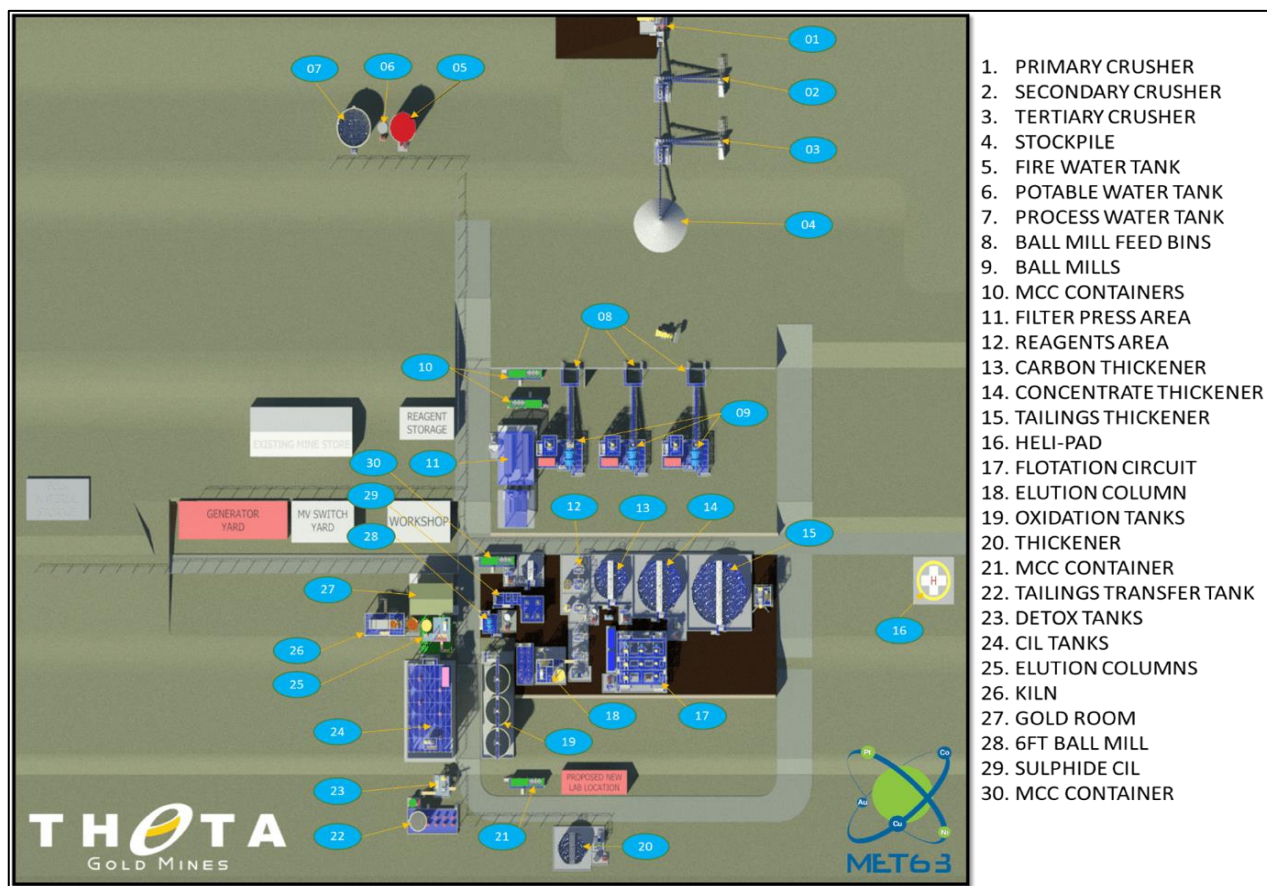 01
07
06
05
02
03
04
08
10
09
REAGENT
STORAGE
EXISTING MINE STORE
30
11
29
GENERATOR
YARD
MV SWITCH
YARD
WORKSHOP
28
12
13
14
15
27
H
16
26
25
24
18
17
19
23
PROPOSED NEW
LAB LOCATION
22
21
20
THETA
GOLD MINES
Pt
Co
Au
Cu
Ni
MET63
1. PRIMARY CRUSHER
2. SECONDARY CRUSHER
3. TERTIARY CRUSHER
4. STOCKPILE
5. FIRE WATER TANK
6. POTABLE WATER TANK
7. PROCESS WATER TANK
8. BALL MILL FEED BINS
9. BALL MILLS
10. MCC CONTAINERS
11. FILTER PRESS AREA
12. REAGENTS AREA
13. CARBON THICKENER
14. CONCENTRATE THICKENER
15. TAILINGS THICKENER
16. HELI-PAD
17. FLOTATION CIRCUIT
18. ELUTION COLUMN
19. OXIDATION TANKS
20. THICKENER
21. MCC CONTAINER
22. TAILINGS TRANSFER TANK
23. DETOX TANKS
24. CIL TANKS
25. ELUTION COLUMNS
26. KILN
27. GOLD ROOM
28. 6FT BALL MILL
29. SULPHIDE CIL
30. MCC CONTAINER